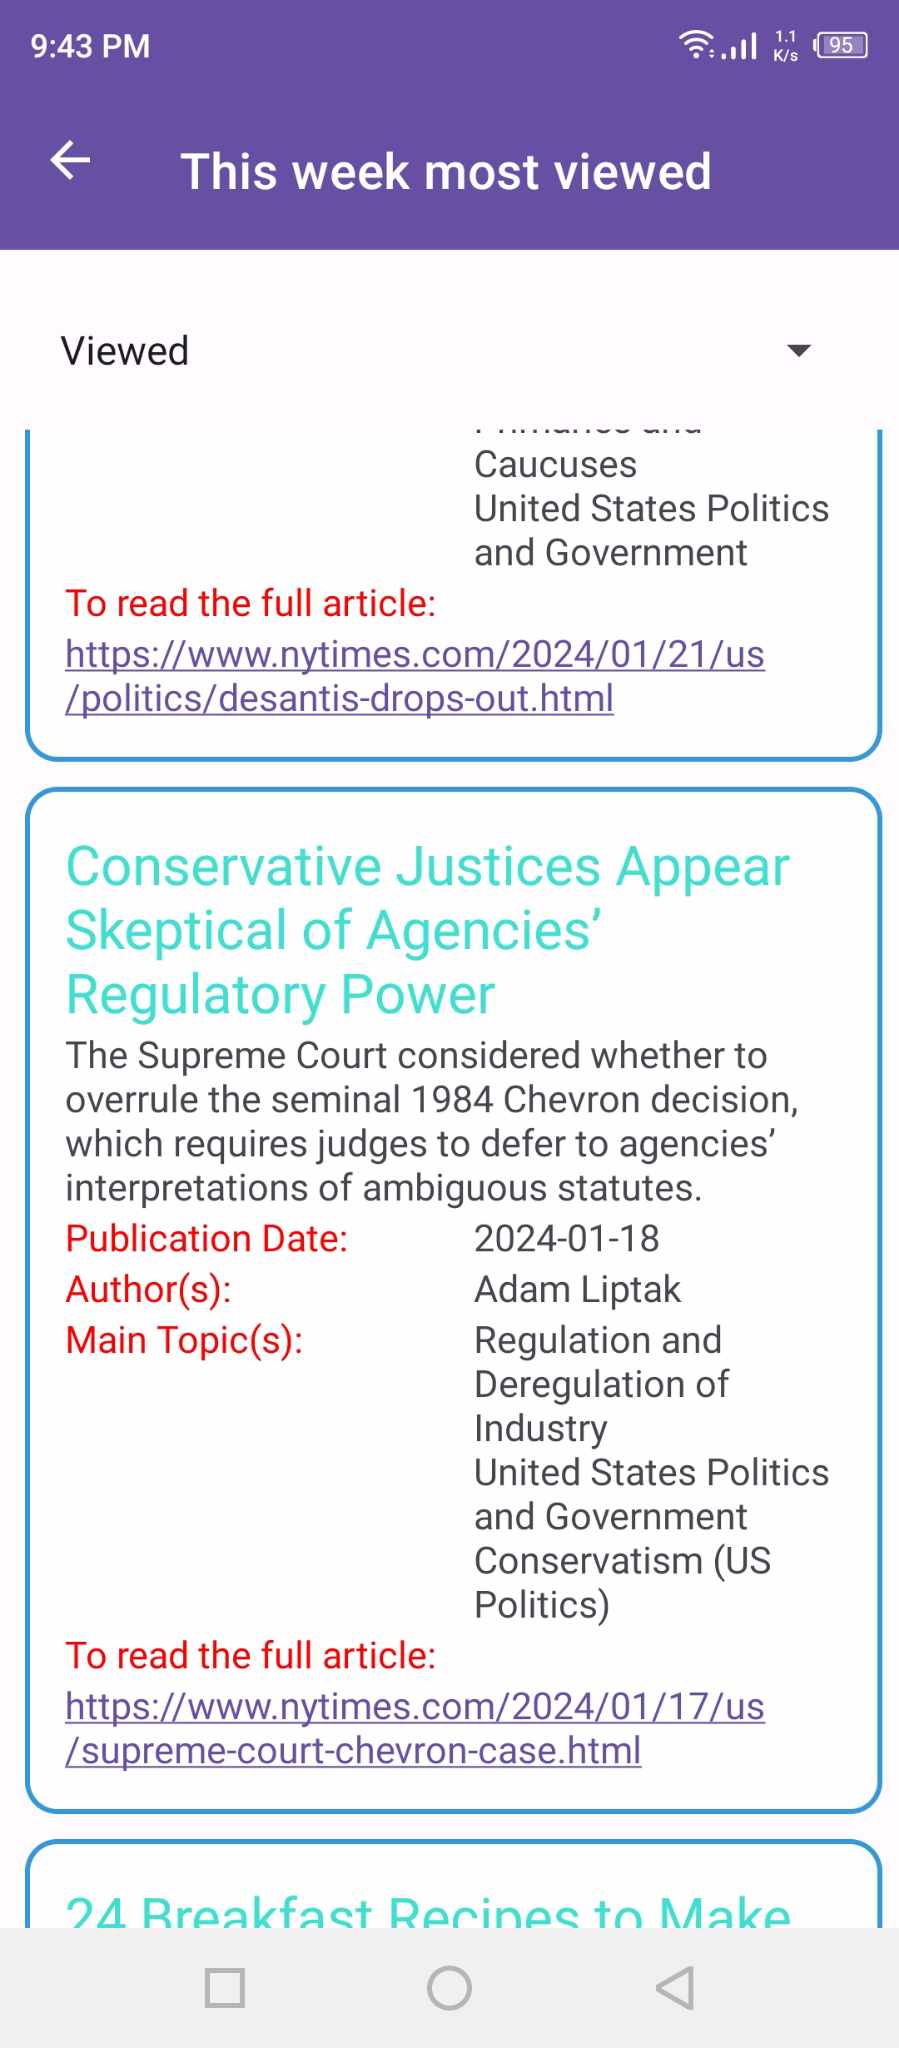 9:43 PM
1.1
K/s
95
This week most viewed
Viewed
Caucuses
United States Politics
and Government
To read the full article:
https://www.nytimes.com/2024/01/21/us
/politics/desantis-drops-out.html
Conservative Justices Appear
Skeptical of Agencies’
Regulatory Power
The Supreme Court considered whether to
overrule the seminal 1984 Chevron decision,
which requires judges to defer to agencies’
interpretations of ambiguous statutes.
Publication Date: 2024-01-18
Author(s): Adam Liptak
Main Topic(s): Regulation and
Deregulation of
Industry
United States Politics
and Government
Conservatism (US
Politics)
To read the full article:
https://www.nytimes.com/2024/01/17/us
/supreme-court-chevron-case.html
24 Breakfast Recipes to Make